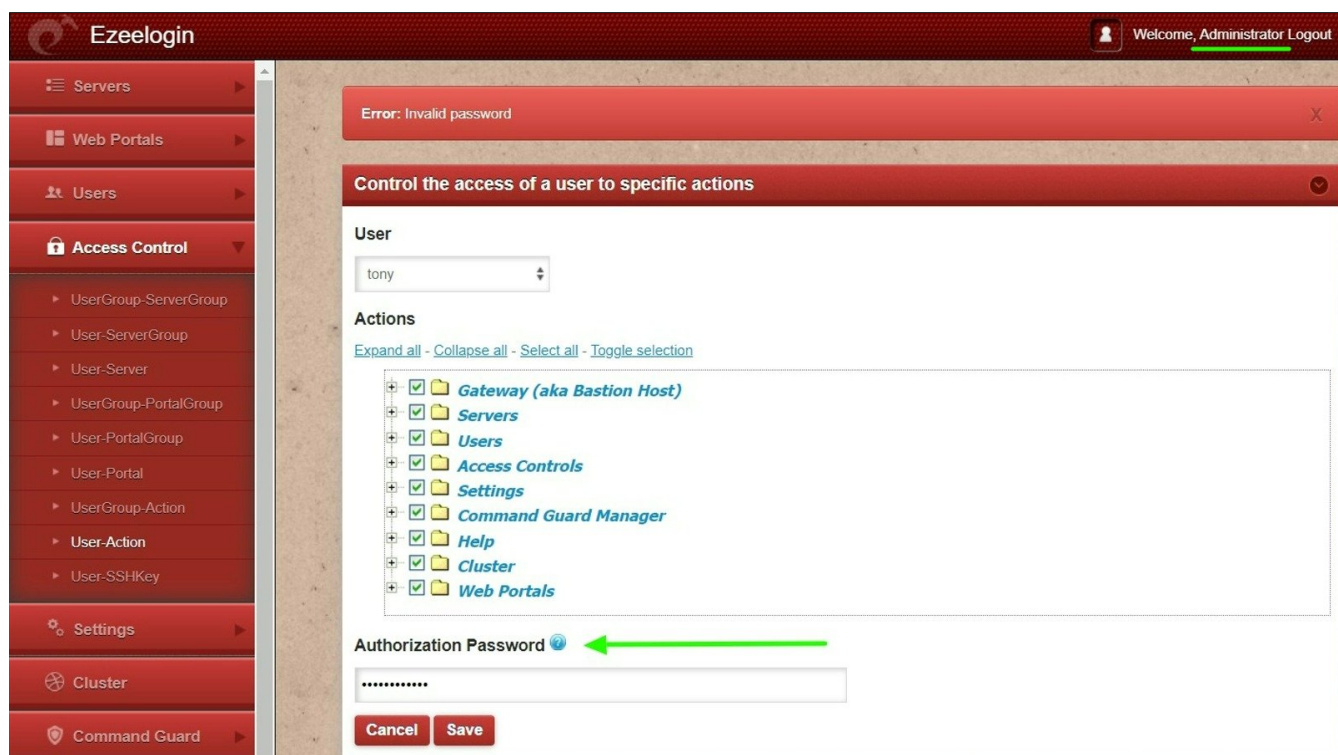 Ezeelogin
Welcome, Administrator Logout
Servers
Web Portals
Users
Access Control
UserGroup-ServerGroup
User-ServerGroup
User-Server
UserGroup-PortalGroup
User-PortalGroup
User-Portal
UserGroup-Action
User-Action
User-SSHKey
Settings
Cluster
Command Guard
Error: Invalid password
X
Control the access of a user to specific actions
User
tony
Actions
Expand all - Collapse all - Select all - Toggle selection
Gateway (aka Bastion Host)
Servers
Users
Access Controls
Settings
Command Guard Manager
Help
Cluster
Web Portals
Authorization Password ?
••••••••••••
Cancel Save